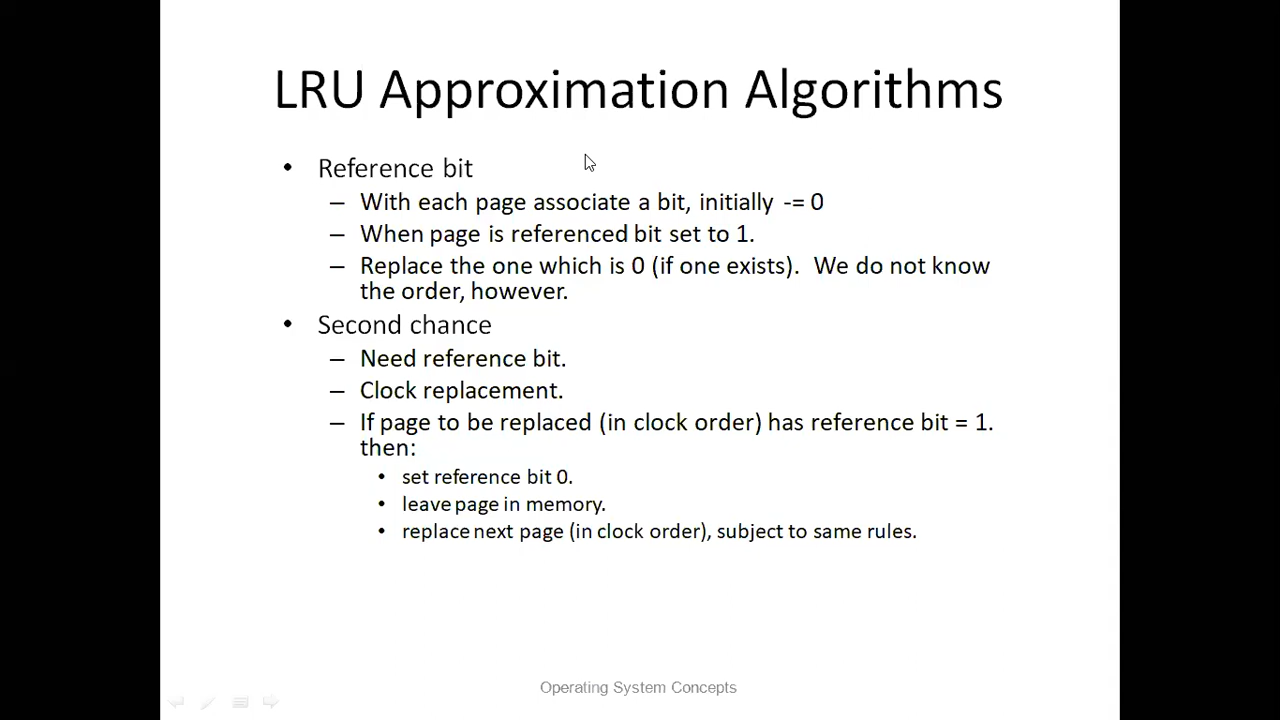 LRU Approximation Algorithms
• Reference bit
– With each page associate a bit, initially -= 0
– When page is referenced bit set to 1.
– Replace the one which is 0 (if one exists). We do not know
the order, however.
• Second chance
– Need reference bit.
– Clock replacement.
– If page to be replaced (in clock order) has reference bit = 1.
then:
• set reference bit 0.
• leave page in memory.
• replace next page (in clock order), subject to same rules.
Operating System Concepts